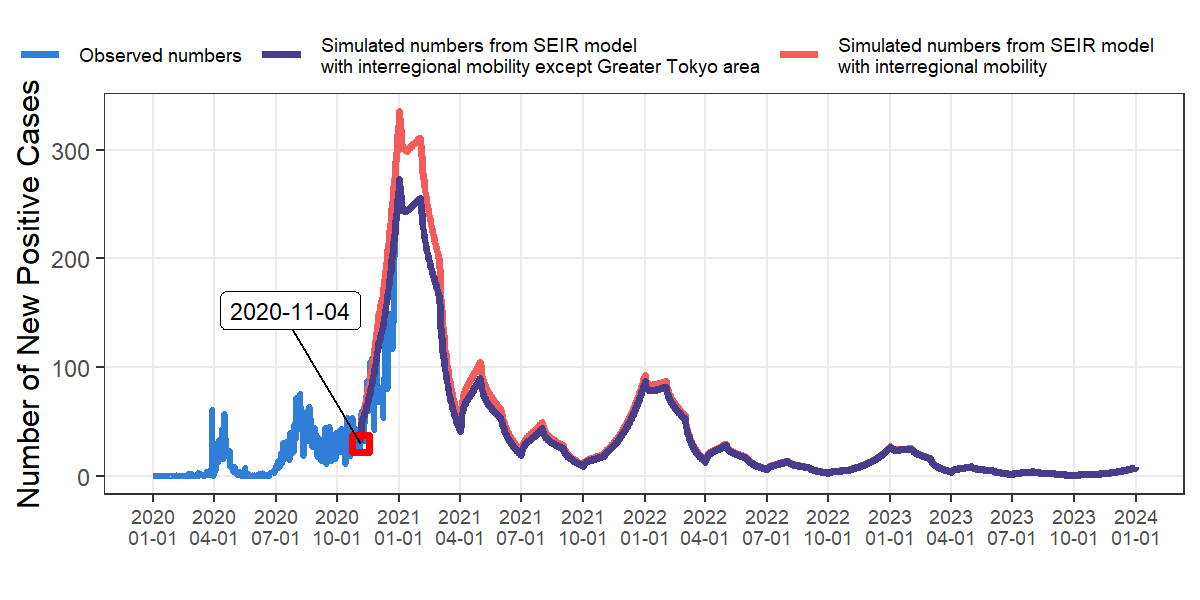 Observed numbers
Simulated numbers from SEIR model
with interregional mobility except Greater Tokyo area
Simulated numbers from SEIR model
with interregional mobility
Number of New Positive Cases
300
200
100
0
2020-11-04
2020 2020 2020 2020 2021 2021 2021 2021 2022 2022 2022 2022 2023 2023 2023 2023 2024
01-01 04-01 07-01 10-01 01-01 04-01 07-01 10-01 01-01 04-01 07-01 10-01 01-01 04-01 07-01 10-01 01-01